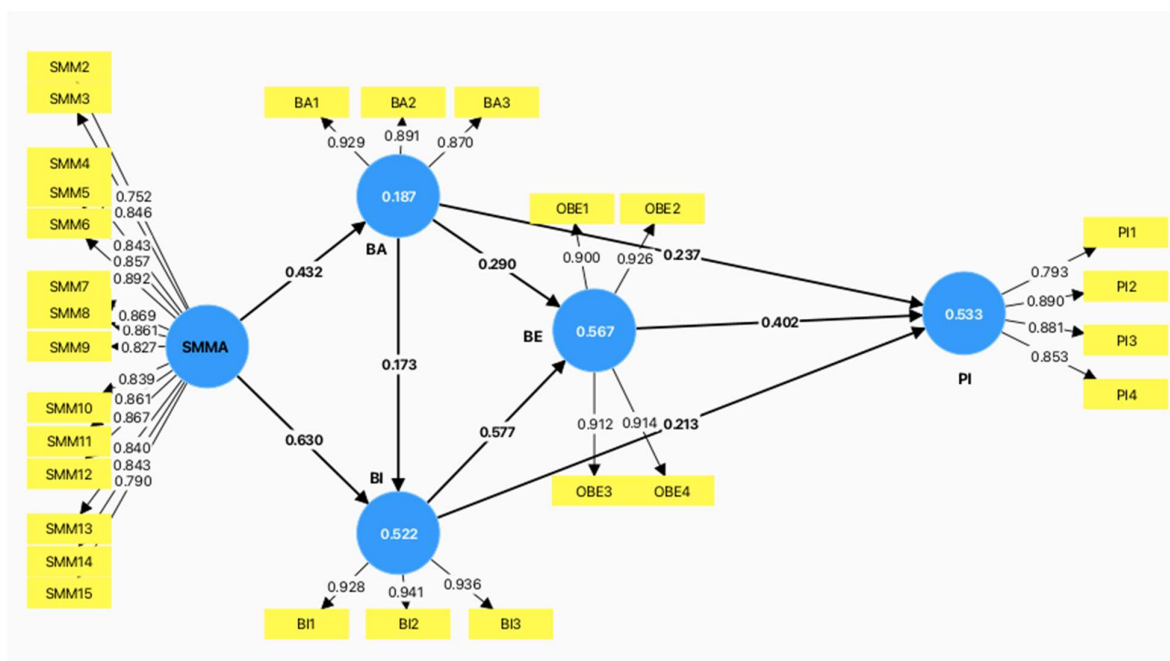 SMM2
SMM3
SMM4
SMM5
SMM6
SMM7
SMM8
SMM9
SMM10
SMM11
SMM12
SMM13
SMM14
SMM15
0.752
0.846
0.843
0.857
0.892
0.869
0.861
0.827
0.839
0.861
0.867
0.840
0.843
0.790
SMMA
0.432
0.630
BA1 BA2 BA3
0.929 0.891 0.870
0.187
BA
0.173
BI
0.522
0.928 0.941 0.936
BI1 BI2 BI3
0.290
0.577
OBE1 OBE2
0.900 0.926
BE 0.567
0.912 0.914
OBE3 OBE4
0.237
0.402
0.213
0.533
PI
0.793
0.890
0.881
0.853
PI1
PI2
PI3
PI4